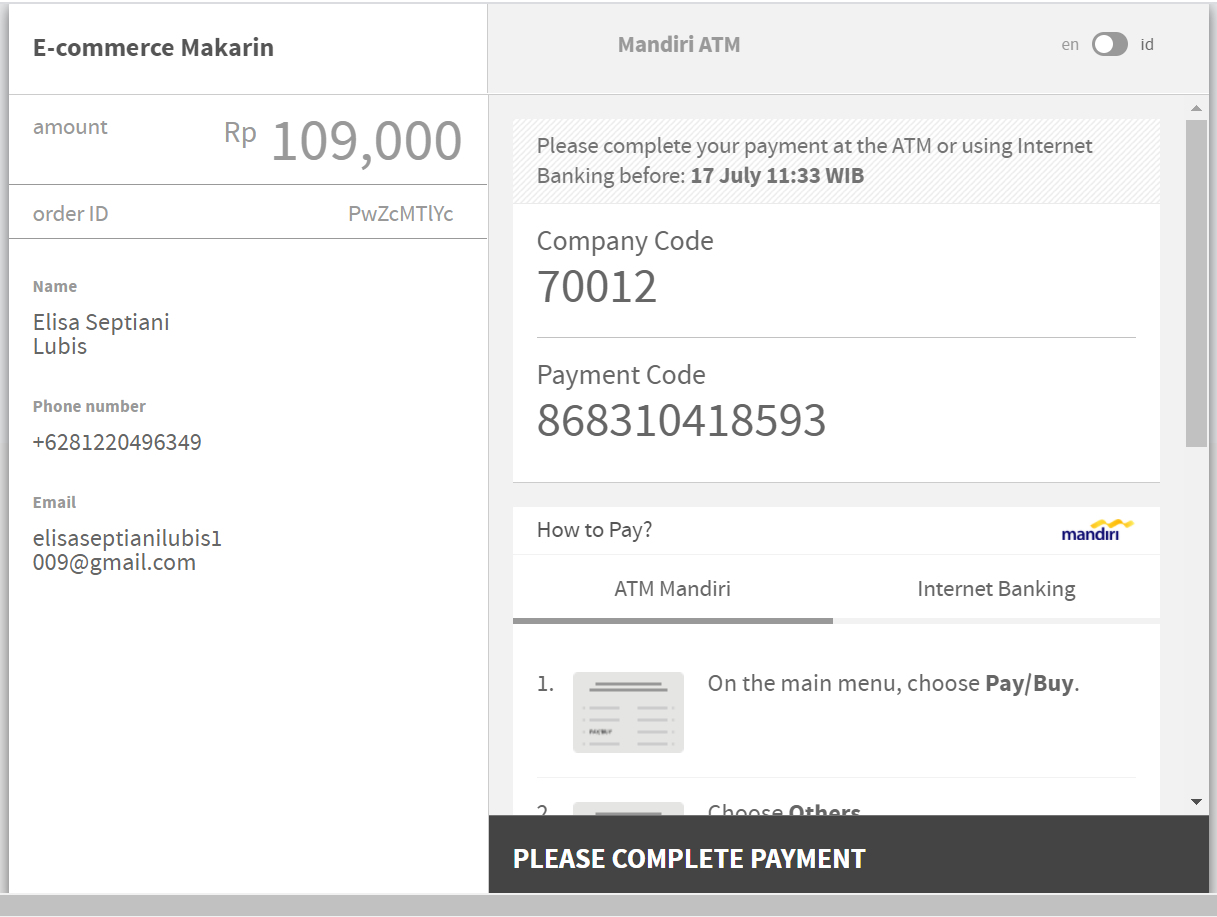 E-commerce Makarin
Mandiri ATM
en id
amount
Rp 109,000
order ID PwZcMTlYc
Name
Elisa Septiani
Lubis
Phone number
+6281220496349
Email
elisaseptianilubis1
009@gmail.com
Please complete your payment at the ATM or using Internet
Banking before: 17 July 11:33 WIB
Company Code
70012
Payment Code
868310418593
How to Pay?
mandiri
ATM Mandiri Internet Banking
1. On the main menu, choose Pay/Buy.
PAY/BUY
2. Choose Others
PLEASE COMPLETE PAYMENT